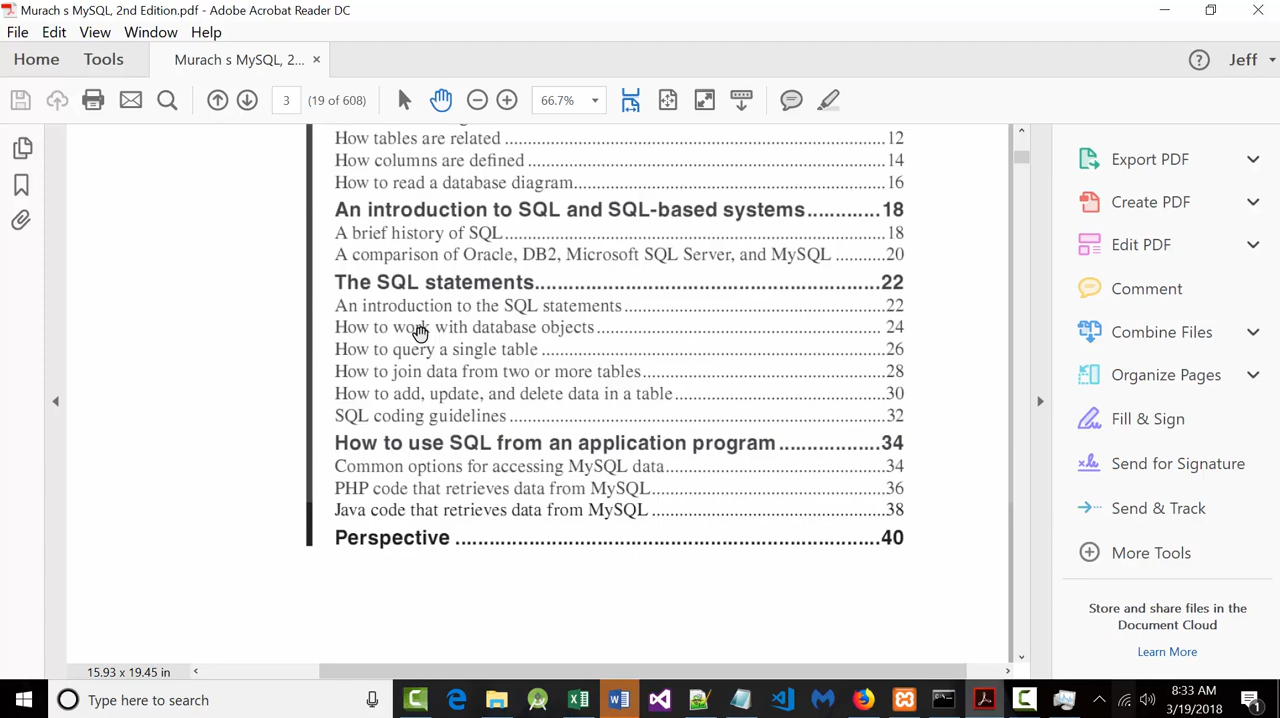 Murach s MySQL, 2nd Edition.pdf - Adobe Acrobat Reader DC
File Edit View Window Help
Home Tools Murach s MySQL, 2... × Jeff
3 (19 of 608) 66.7%
How tables are related ........ 12
How columns are defined ........ 14
How to read a database diagram........ 16
An introduction to SQL and SQL-based systems............. 18
A brief history of SQL........ 18
A comparison of Oracle, DB2, Microsoft SQL Server, and MySQL .......... 20
The SQL statements........ 22
An introduction to the SQL statements........ 22
How to work with database objects........ 24
How to query a single table ........ 26
How to join data from two or more tables........ 28
How to add, update, and delete data in a table........ 30
SQL coding guidelines ........ 32
How to use SQL from an application program .................. 34
Common options for accessing MySQL data........ 34
PHP code that retrieves data from MySQL........ 36
Java code that retrieves data from MySQL ........ 38
Perspective ........ 40
15.93 x 19.45 in
Export PDF
Create PDF
Edit PDF
Comment
Combine Files
Organize Pages
Fill & Sign
Send for Signature
Send & Track
More Tools
Store and share files in the
Document Cloud
Learn More
Type here to search
8:33 AM
3/19/2018
1